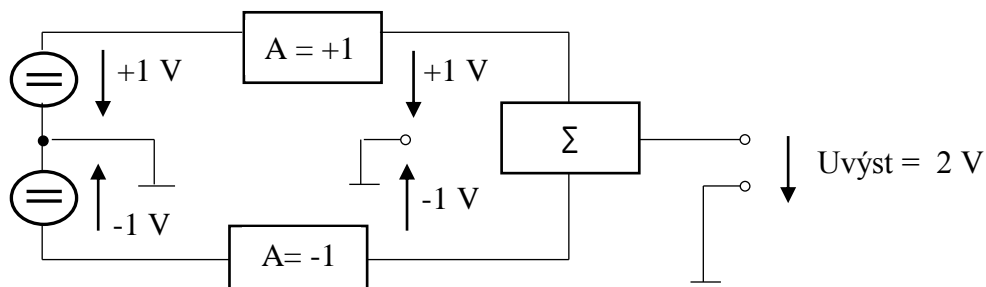 A = +1
+1 V
+1 V
Σ
Uvýst = 2 V
-1 V
-1 V
A= -1